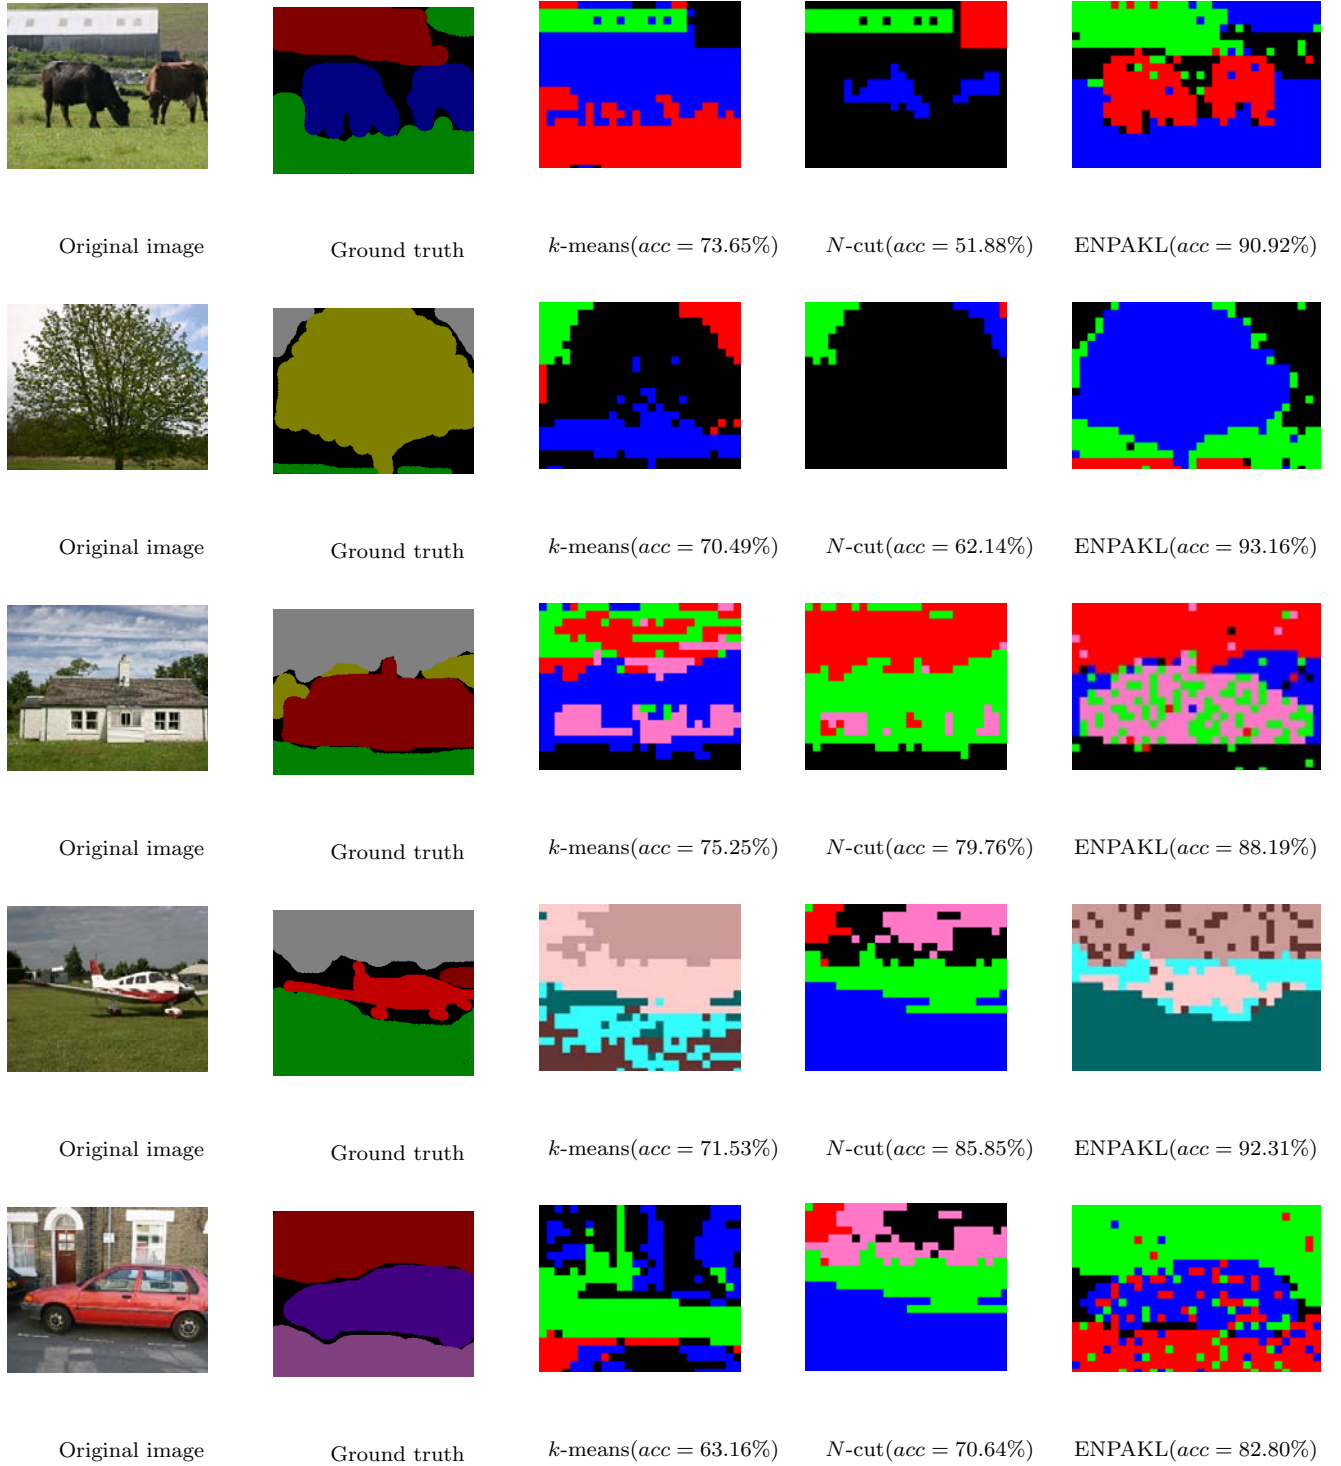 Original image Ground truth k-means(acc = 73.65%) N-cut(acc = 51.88%) ENPAKL(acc = 90.92%)
Original image Ground truth k-means(acc = 70.49%) N-cut(acc = 62.14%) ENPAKL(acc = 93.16%)
Original image Ground truth k-means(acc = 75.25%) N-cut(acc = 79.76%) ENPAKL(acc = 88.19%)
Original image Ground truth k-means(acc = 71.53%) N-cut(acc = 85.85%) ENPAKL(acc = 92.31%)
Original image Ground truth k-means(acc = 63.16%) N-cut(acc = 70.64%) ENPAKL(acc = 82.80%)